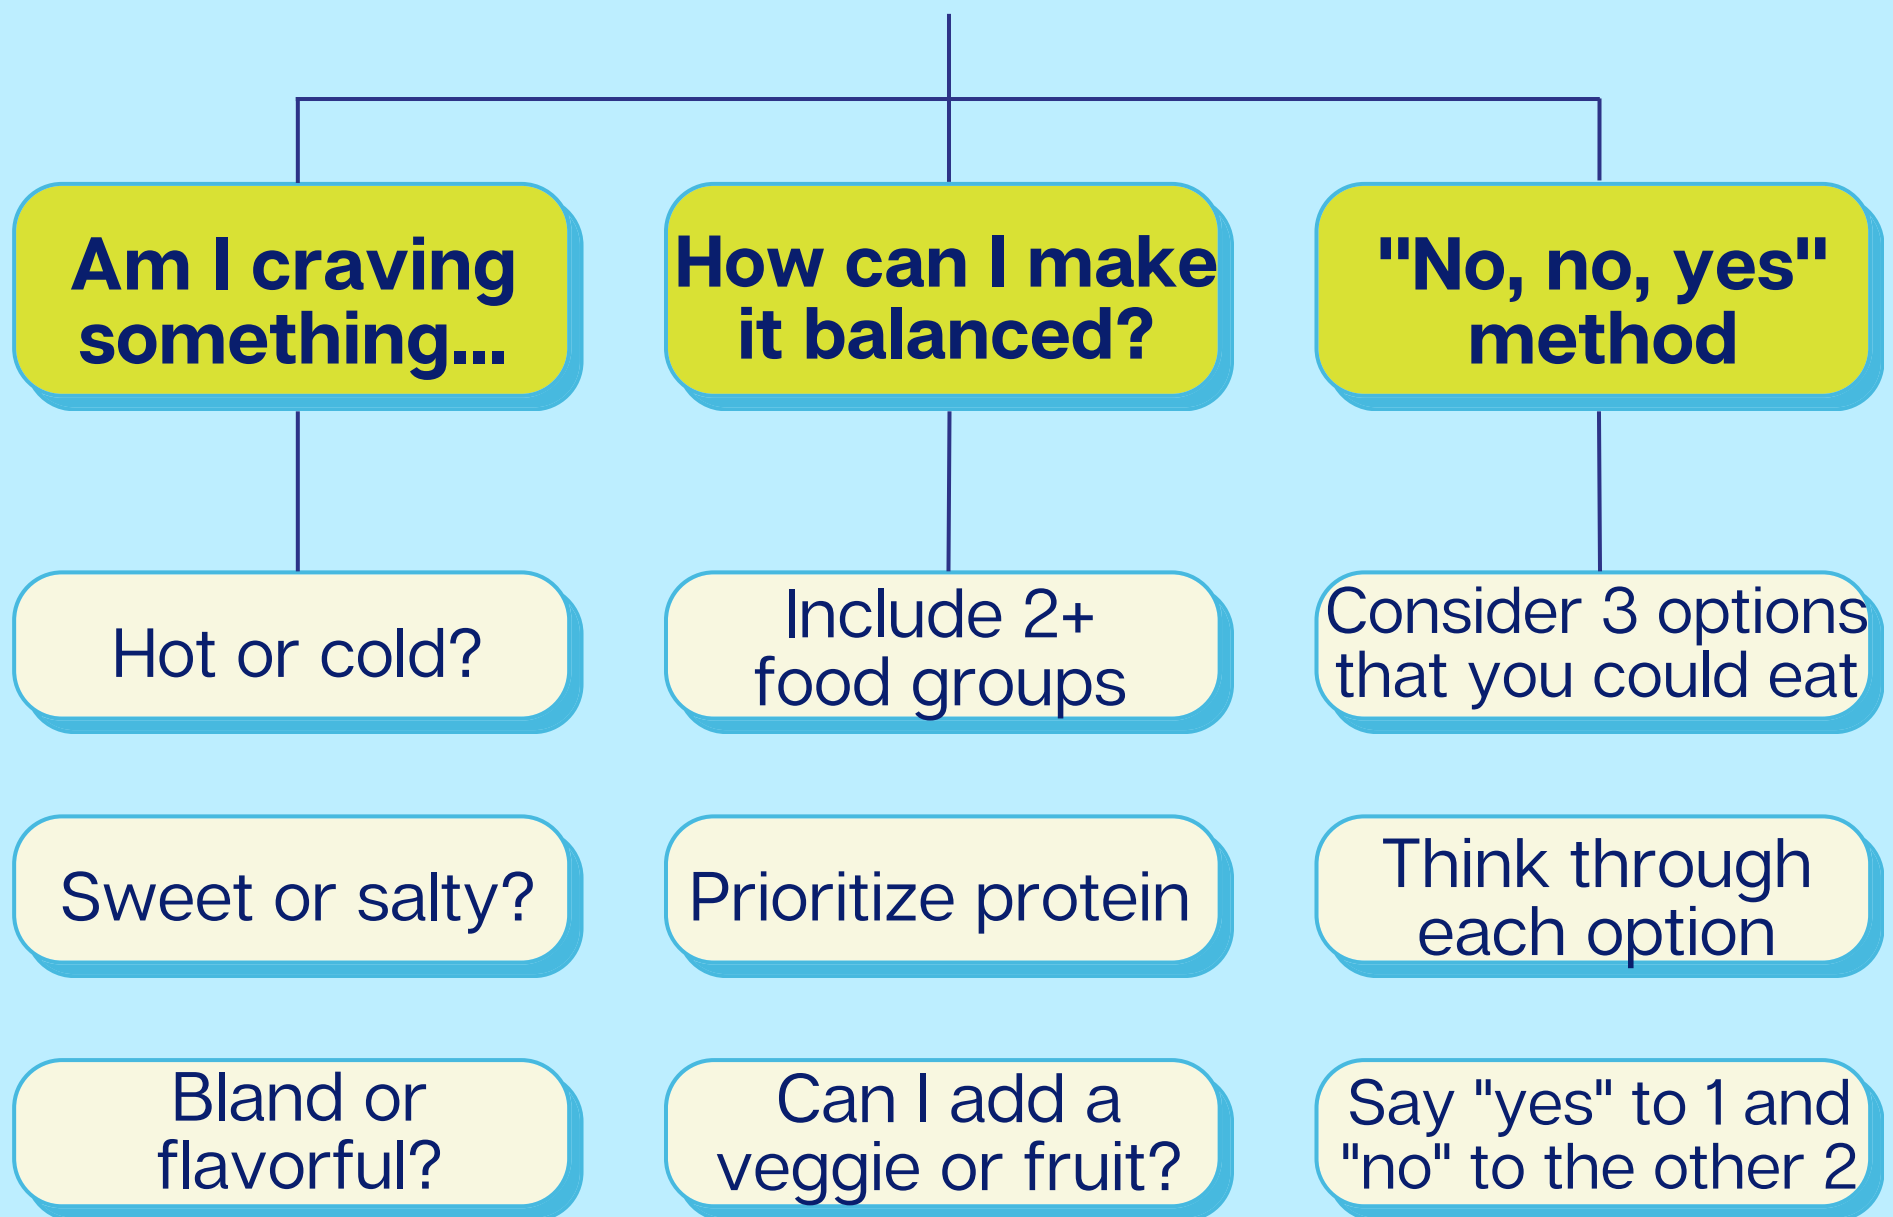 Am I craving
something...
How can I make
it balanced?
"No, no, yes"
method
Hot or cold?
Include 2+
food groups
Consider 3 options
that you could eat
Sweet or salty?
Prioritize protein
Think through
each option
Bland or
flavorful?
Can I add a
veggie or fruit?
Say "yes" to 1 and
"no" to the other 2